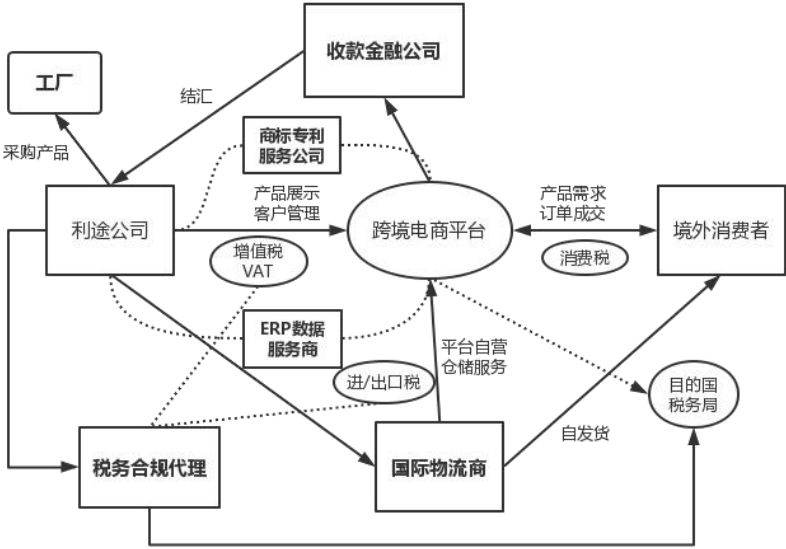 收款金融公司
工厂
结汇
采购产品
商标专利
服务公司
利途公司
产品展示
客户管理
跨境电商平台
产品需求
订单成交
境外消费者
增值税
VAT
消费税
ERP数据
服务商
平台自营
仓储服务
进/出口税
目的国
税务局
自发货
税务合规代理
国际物流商